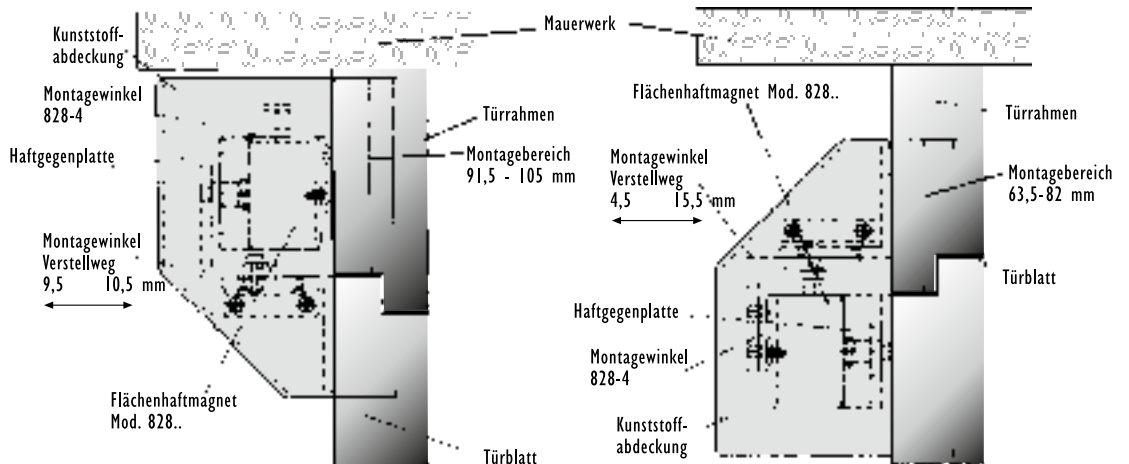 Mauerwerk
Kunststoff-
abdeckung
Montagewinkel
828-4
Haftgegenplatte
Türrahmen
Montagebereich
91,5 - 105 mm
Montagewinkel
Verstellweg
9,5 10,5 mm
Flächenhaftmagnet
Mod. 828..
Türblatt
Flächenhaftmagnet Mod. 828..
Türrahmen
Montagewinkel
Verstellweg
4,5 15,5 mm
Montagebereich
63,5-82 mm
Türblatt
Haftgegenplatte
Montagewinkel
828-4
Kunststoff-
abdeckung